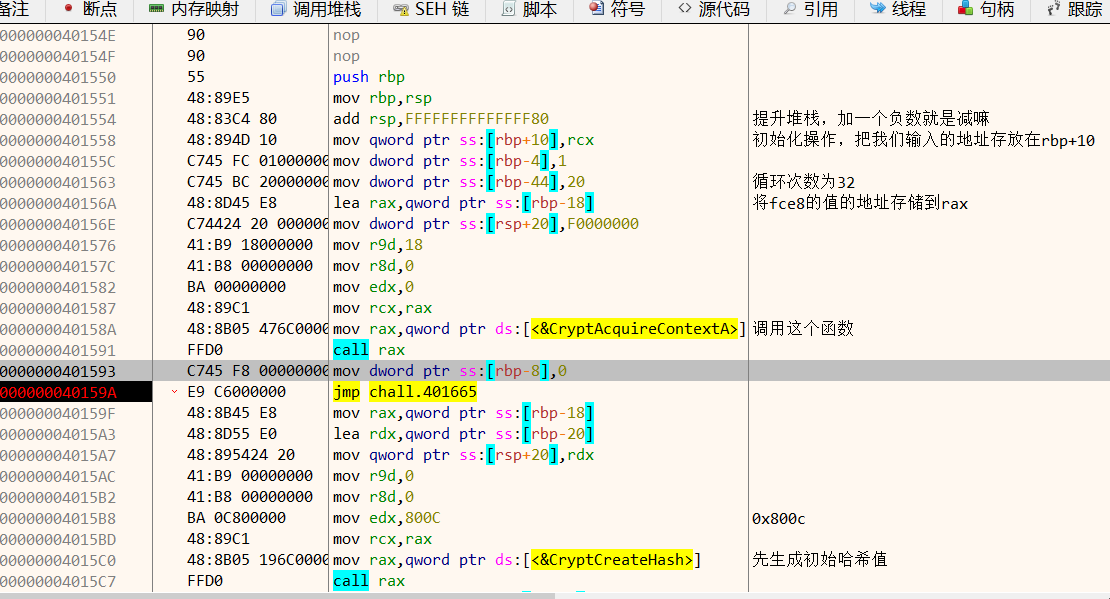 备注 断点 内存映射 调用堆栈 SEH 链 脚本 符号 源代码 引用 线程 句柄 跟踪
000000040154E 90 nop
000000040154F 90 nop
0000000401550 55 push rbp
0000000401551 48:89E5 mov rbp,rsp
0000000401554 48:83C4 80 add rsp,FFFFFFFFFFFFFF80 提升堆栈，加一个负数就是减嘛
0000000401558 48:894D 10 mov qword ptr ss:[rbp+10],rcx 初始化操作，把我们输入的地址存放在rbp+10
000000040155C C745 FC 01000000 mov dword ptr ss:[rbp-4],1
0000000401563 C745 BC 20000000 mov dword ptr ss:[rbp-44],20 循环次数为32
000000040156A 48:8D45 E8 lea rax,qword ptr ss:[rbp-18] 将fce8的值的地址存储到rax
000000040156E C74424 20 000000 mov dword ptr ss:[rsp+20],F0000000
0000000401576 41:B9 18000000 mov r9d,18
000000040157C 41:B8 00000000 mov r8d,0
0000000401582 BA 00000000 mov edx,0
0000000401587 48:89C1 mov rcx,rax
000000040158A 48:8B05 476C0000 mov rax,qword ptr ds:[<&CryptAcquireContextA>] 调用这个函数
0000000401591 FFD0 call rax
0000000401593 C745 F8 00000000 mov dword ptr ss:[rbp-8],0
000000040159A E9 C6000000 jmp chall.401665
000000040159F 48:8B45 E8 mov rax,qword ptr ss:[rbp-18]
00000004015A3 48:8D55 E0 lea rdx,qword ptr ss:[rbp-20]
00000004015A7 48:895424 20 mov qword ptr ss:[rsp+20],rdx
00000004015AC 41:B9 00000000 mov r9d,0
00000004015B2 41:B8 00000000 mov r8d,0
00000004015B8 BA 0C800000 mov edx,800C 0x800c
00000004015BD 48:89C1 mov rcx,rax
00000004015C0 48:8B05 196C0000 mov rax,qword ptr ds:[<&CryptCreateHash>] 先生成初始哈希值
00000004015C7 FFD0 call rax